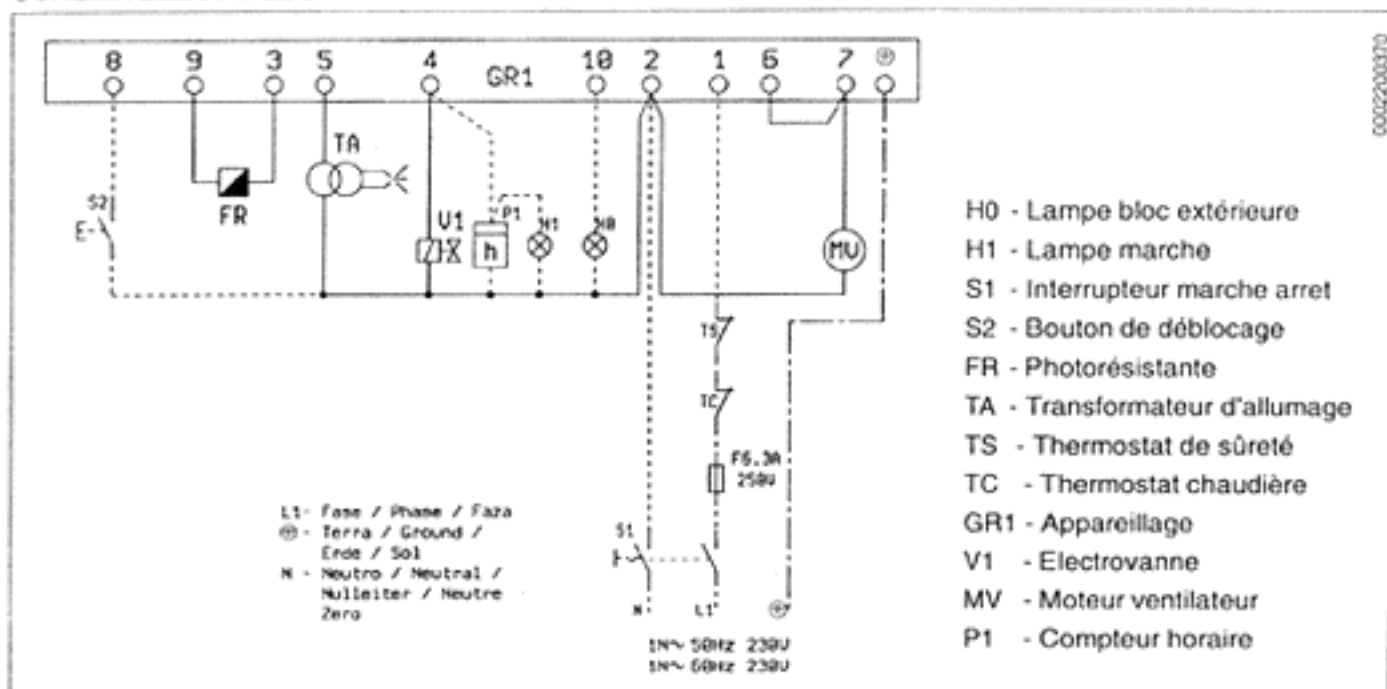 8 9 3 5 4 GR1 10 2 1 6 7
0002200370
TA
S2
FR
V1
P1
h
H1
H0
MV
TS
TC
F6.3A
250V
S1
N L1
1N~ 50Hz 230V
1N~ 60Hz 230V
L1- Fase / Phase / Faza
- Terra / Ground /
Erde / Sol
N - Neutro / Neutral /
Nulleiter / Neutre
Zero
H0 - Lampe bloc extérieure
H1 - Lampe marche
S1 - Interrupteur marche arret
S2 - Bouton de déblocage
FR - Photorésistante
TA - Transformateur d'allumage
TS - Thermostat de sûreté
TC - Thermostat chaudière
GR1 - Appareillage
V1 - Electrovanne
MV - Moteur ventilateur
P1 - Compteur horaire